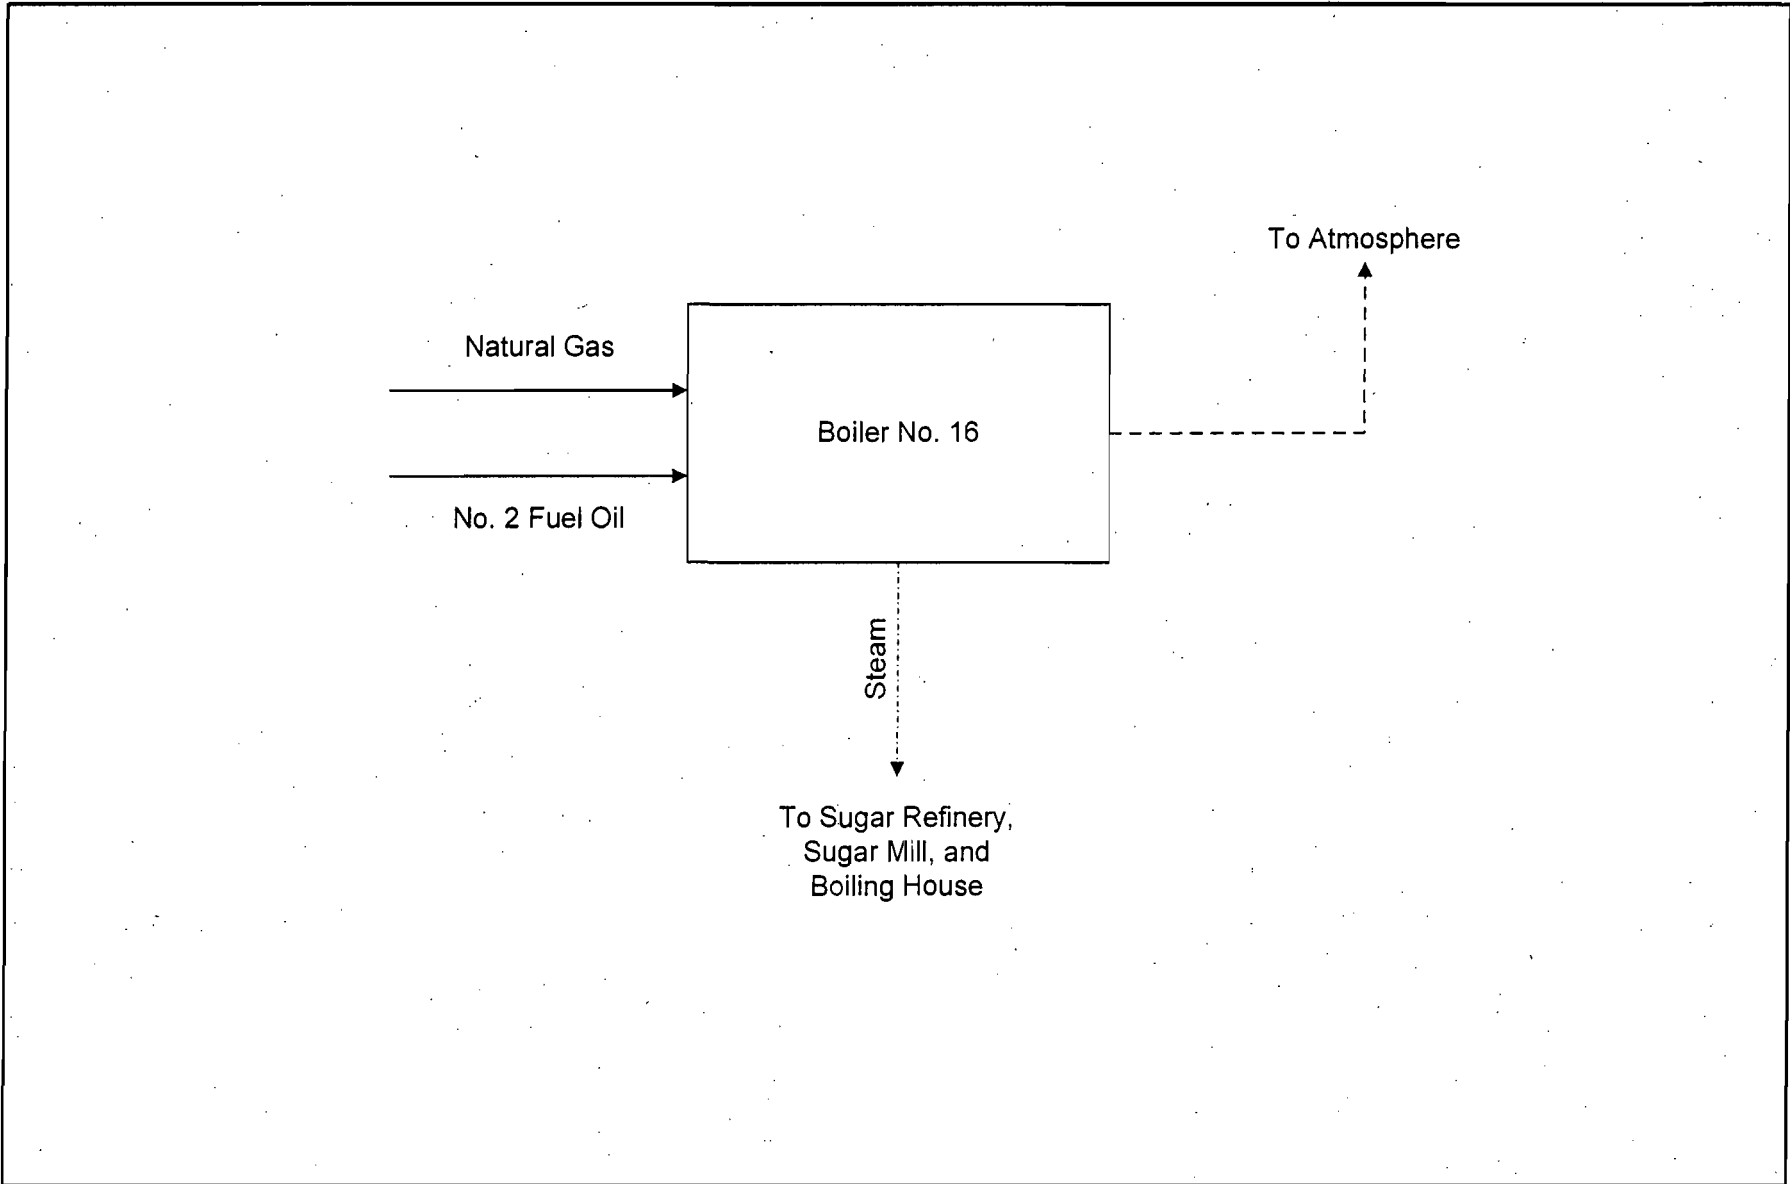 To Atmosphere
Natural Gas
Boiler No. 16
No. 2 Fuel Oil
Steam
To Sugar Refinery,
Sugar Mill, and
Boiling House